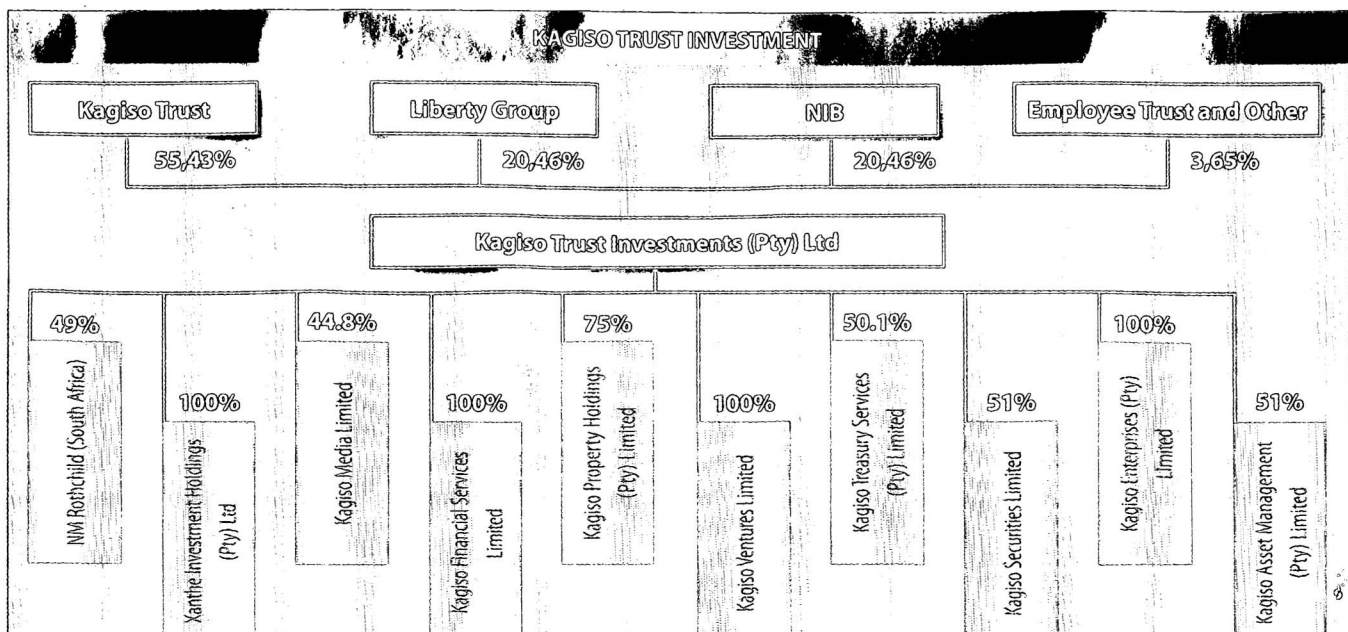 KAGISO TRUST INVESTMENT
Kagiso Trust
Liberty Group
NIB
Employee Trust and Other
55,43%
20,46%
20,46%
3,65%
Kagiso Trust Investments (Pty) Ltd
49%
NM Rothchild (South Africa)
100%
Xanthe Investment Holdings
(Pty) Ltd
44.8%
Kagiso Media Limited
100%
Kagiso Financial Services
Limited
75%
Kagiso Property Holdings
(Pty) Limited
100%
Kagiso Ventures Limited
50.1%
Kagiso Treasury Services
(Pty) Limited
51%
Kagiso Securities Limited
100%
Kagiso Enterprises (Pty)
Limited
51%
Kagiso Asset Management
(Pty) Limited